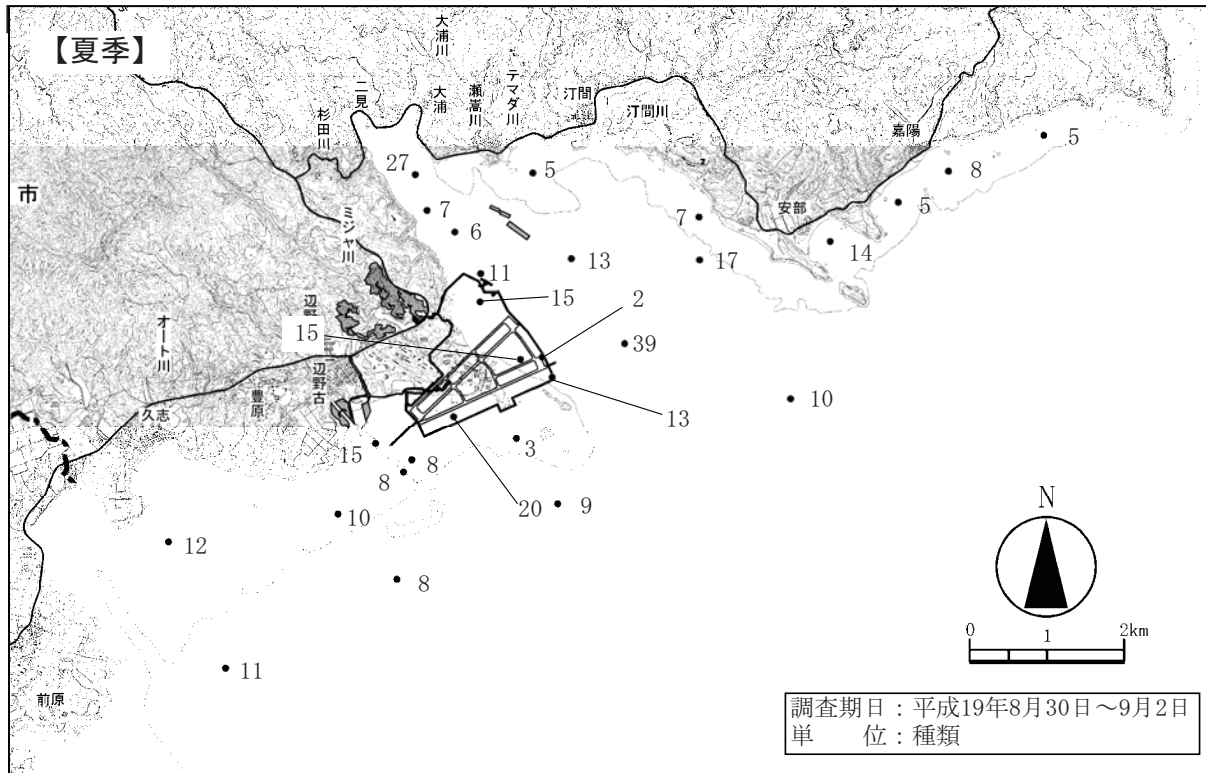 【夏季】
大浦川
テマダ川
瀬嵩川
汀間
二見
大浦
杉田川
汀間川
嘉陽
5
27
5
8
市
安部
5
7
7
ミジャ川
6
14
13
17
11
15
2
15
辺野
39
オート川
辺野古
豊原
10
久志
13
15
3
8
8
20
9
10
12
8
N
0
1
2km
11
前原
調査期日：平成19年8月30日～9月2日
単　　位：種類